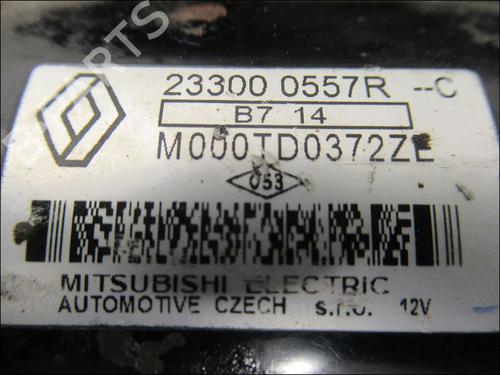 23300 0557R --C
B7 14
M000TD0372ZE
053
MITSUBISHI ELECTRIC
AUTOMOTIVE CZECH s.r.o. 12V